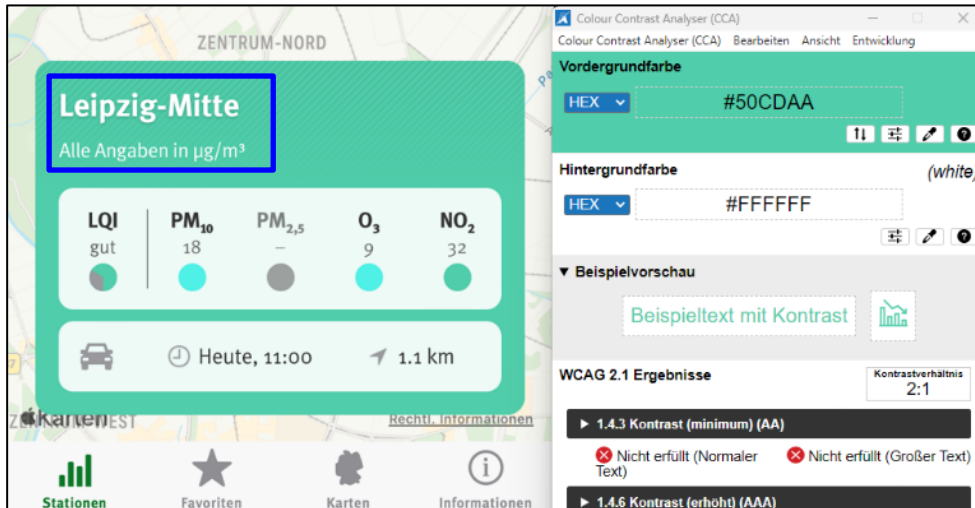 ZENTRUM-NORD
Leipzig-Mitte
Alle Angaben in µg/m³
LQI PM₁₀ PM₂,₅ O₃ NO₂
gut 18 – 9 32
Heute, 11:00 1.1 km
Karten
Rechtl. Informationen
Stationen Favoriten Karten Informationen
Colour Contrast Analyser (CCA)
Colour Contrast Analyser (CCA) Bearbeiten Ansicht Entwicklung
Vordergrundfarbe
HEX #50CDAA
Hintergrundfarbe (white)
HEX #FFFFFF
▼ Beispielvorschau
Beispieltext mit Kontrast
WCAG 2.1 Ergebnisse
Kontrastverhältnis
2:1
▶ 1.4.3 Kontrast (minimum) (AA)
Nicht erfüllt (Normaler Text)
Nicht erfüllt (Großer Text)
▶ 1.4.6 Kontrast (erhöht) (AAA)